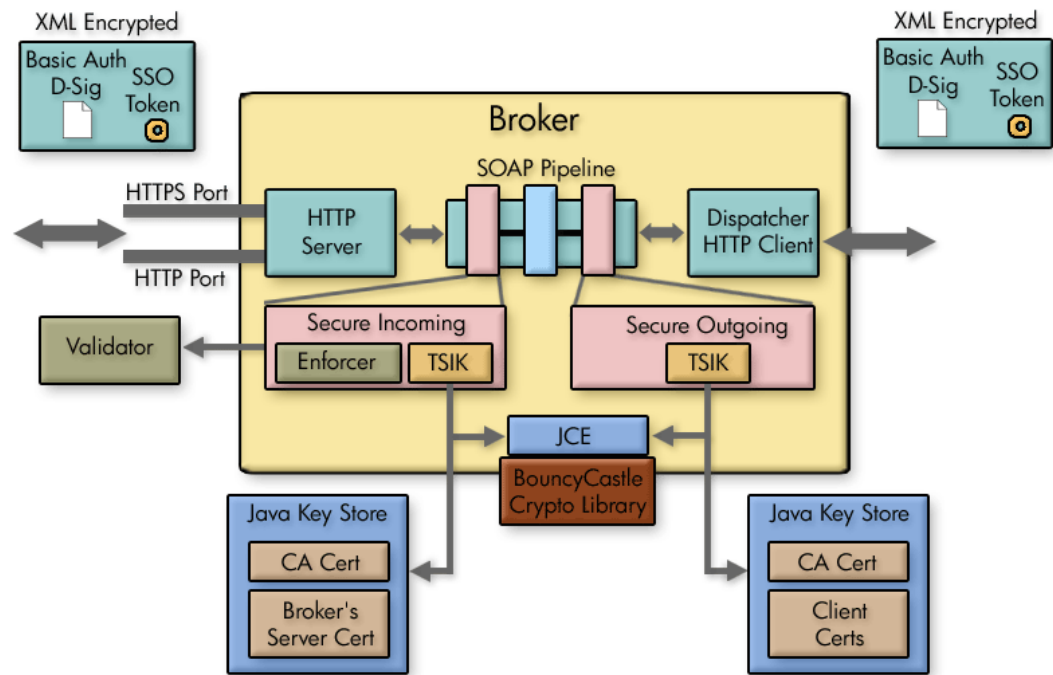 XML Encrypted
Basic Auth
D-Sig
SSO
Token
XML Encrypted
Basic Auth
D-Sig
SSO
Token
Broker
SOAP Pipeline
HTTPS Port
HTTP Port
HTTP
Server
Dispatcher
HTTP Client
Validator
Secure Incoming
Enforcer
TSIK
Secure Outgoing
TSIK
JCE
BouncyCastle
Crypto Library
Java Key Store
CA Cert
Broker's
Server Cert
Java Key Store
CA Cert
Client
Certs